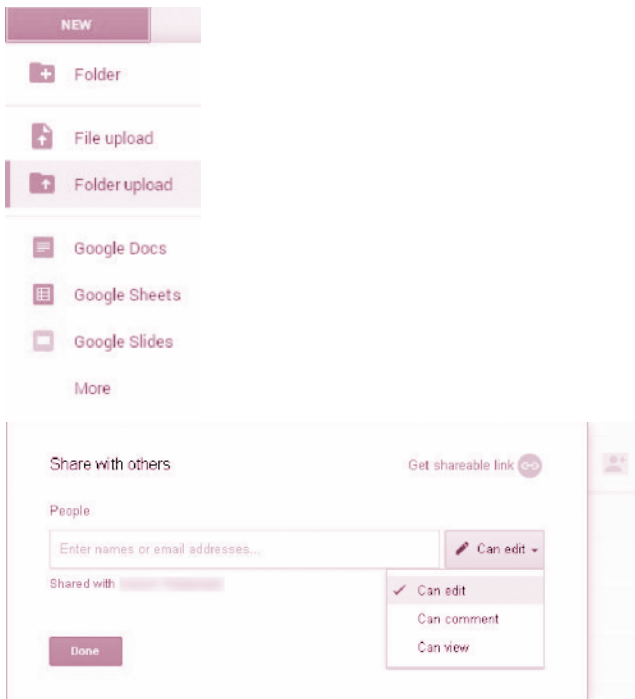 NEW
Folder
File upload
Folder upload
Google Docs
Google Sheets
Google Slides
More
Share with others
Get shareable link
People
Enter names or email addresses...
Can edit
Shared with
Can edit
Can comment
Can view
Done